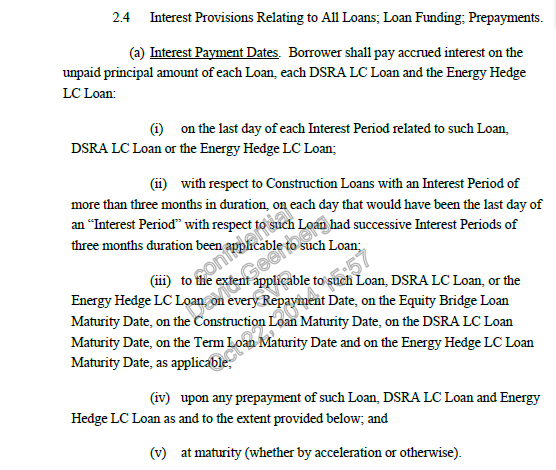 2.4 Interest Provisions Relating to All Loans; Loan Funding; Prepayments.
(a) Interest Payment Dates. Borrower shall pay accrued interest on the
unpaid principal amount of each Loan, each DSRA LC Loan and the Energy Hedge
LC Loan:
(i) on the last day of each Interest Period related to such Loan,
DSRA LC Loan or the Energy Hedge LC Loan;
(ii) with respect to Construction Loans with an Interest Period of
more than three months in duration, on each day that would have been the last day of
an “Interest Period” with respect to such Loan had successive Interest Periods of
three months duration been applicable to such Loan;
(iii) to the extent applicable to such Loan, DSRA LC Loan, or the
Energy Hedge LC Loan, on every Repayment Date, on the Equity Bridge Loan
Maturity Date, on the Construction Loan Maturity Date, on the DSRA LC Loan
Maturity Date, on the Term Loan Maturity Date and on the Energy Hedge LC Loan
Maturity Date, as applicable;
(iv) upon any prepayment of such Loan, DSRA LC Loan and Energy
Hedge LC Loan as and to the extent provided below; and
(v) at maturity (whether by acceleration or otherwise).
confidential
David Geenberg
SVP
Oct 22, 2014 15:57